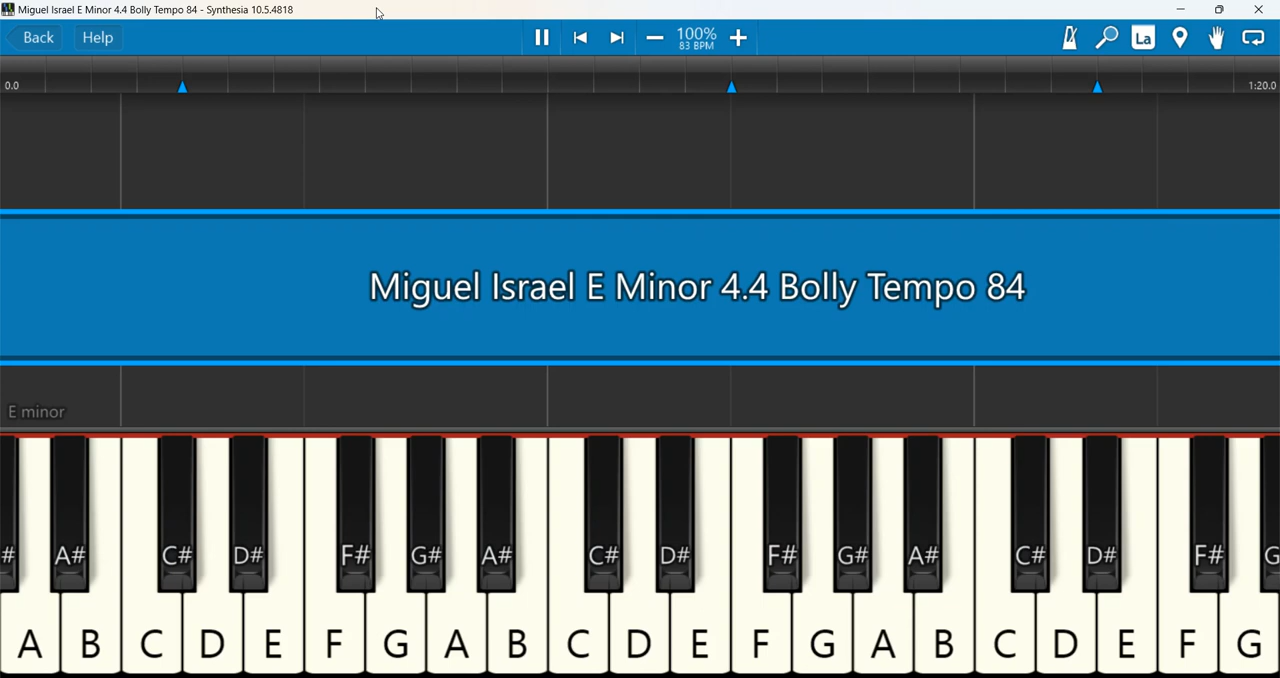 Miguel Israel E Minor 4.4 Bolly Tempo 84 - Synthesia 10.5.4818
Back Help 100% La
83 BPM
0.0 1:20.0
Miguel Israel E Minor 4.4 Bolly Tempo 84
E minor
# A# C# D# F# G# A# C# D# F# G# A# C# D# F# G
A B C D E F G A B C D E F G A B C D E F G